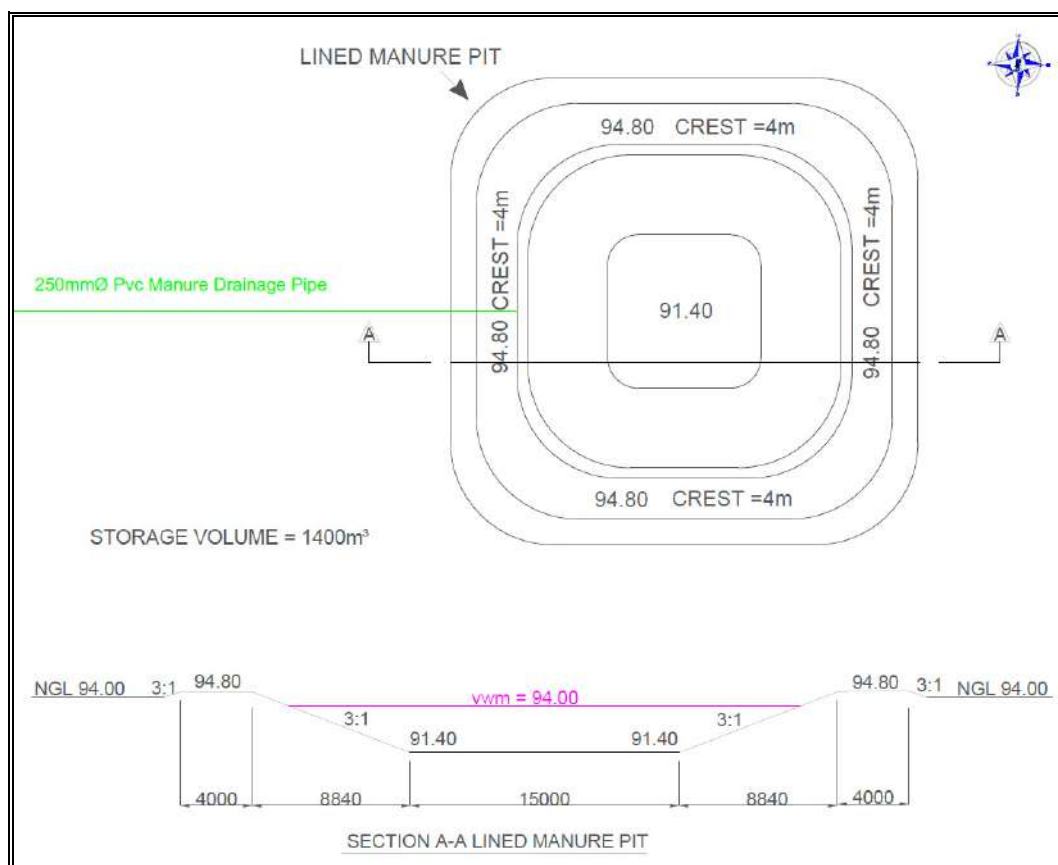 LINED MANURE PIT
94.80 CREST =4m
94.80 CREST =4m
94.80 CREST =4m
250mmØ Pvc Manure Drainage Pipe
91.40
A
A
94.80 CREST =4m
STORAGE VOLUME = 1400m³
NGL 94.00 3:1 94.80 94.80 3:1 NGL 94.00
vwm = 94.00
3:1 3:1
91.40 91.40
4000 8840 15000 8840 4000
SECTION A-A LINED MANURE PIT